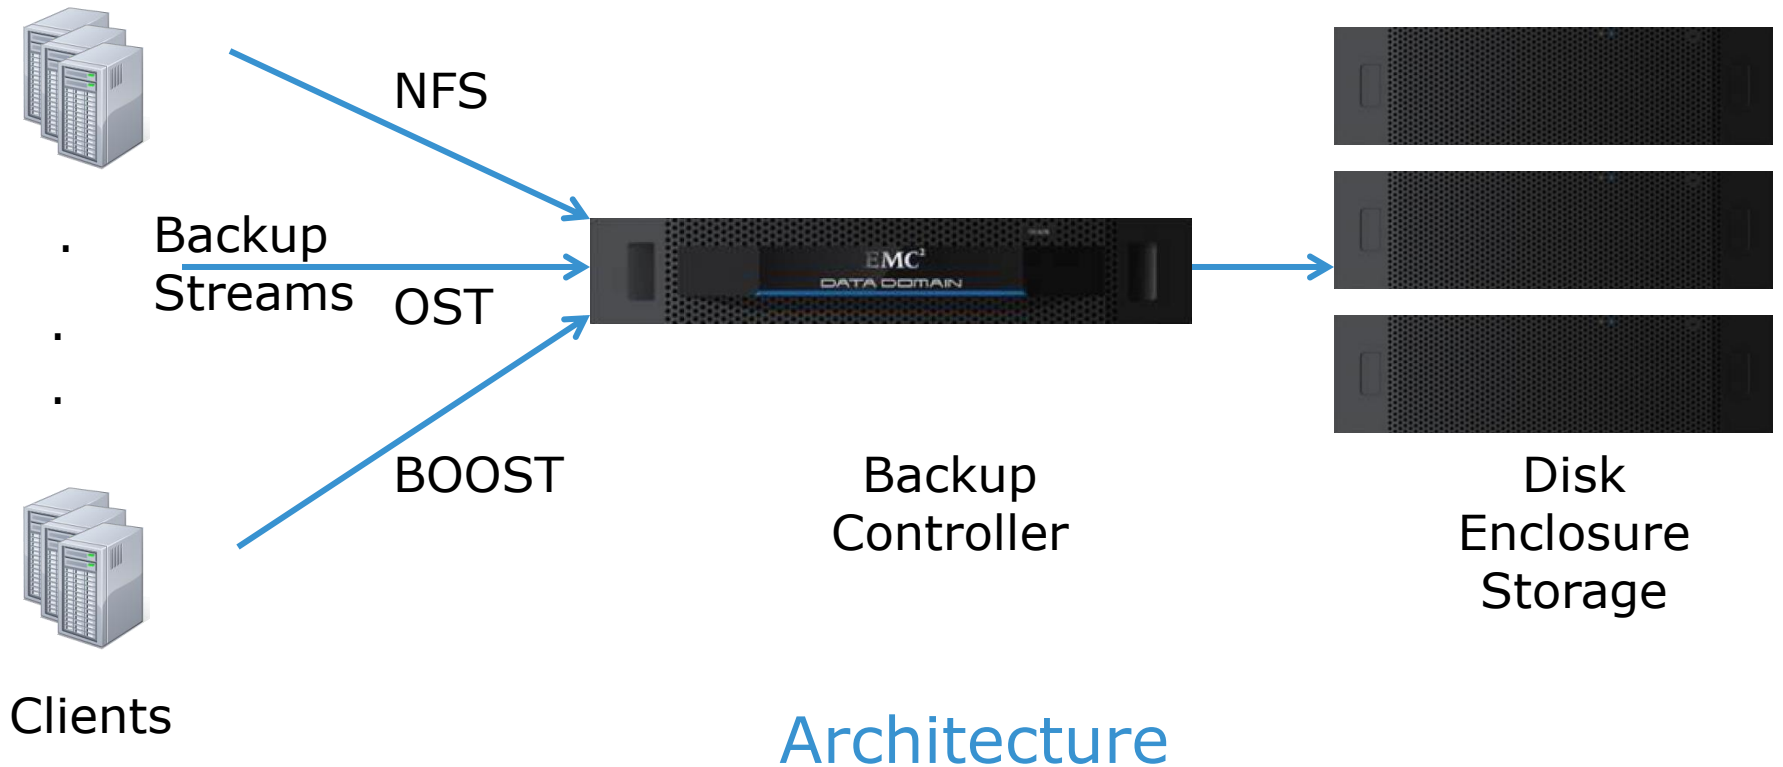 NFS
Backup
Streams
OST
BOOST
EMC²
DATA DOMAIN
Backup
Controller
Disk
Enclosure
Storage
Clients
Architecture